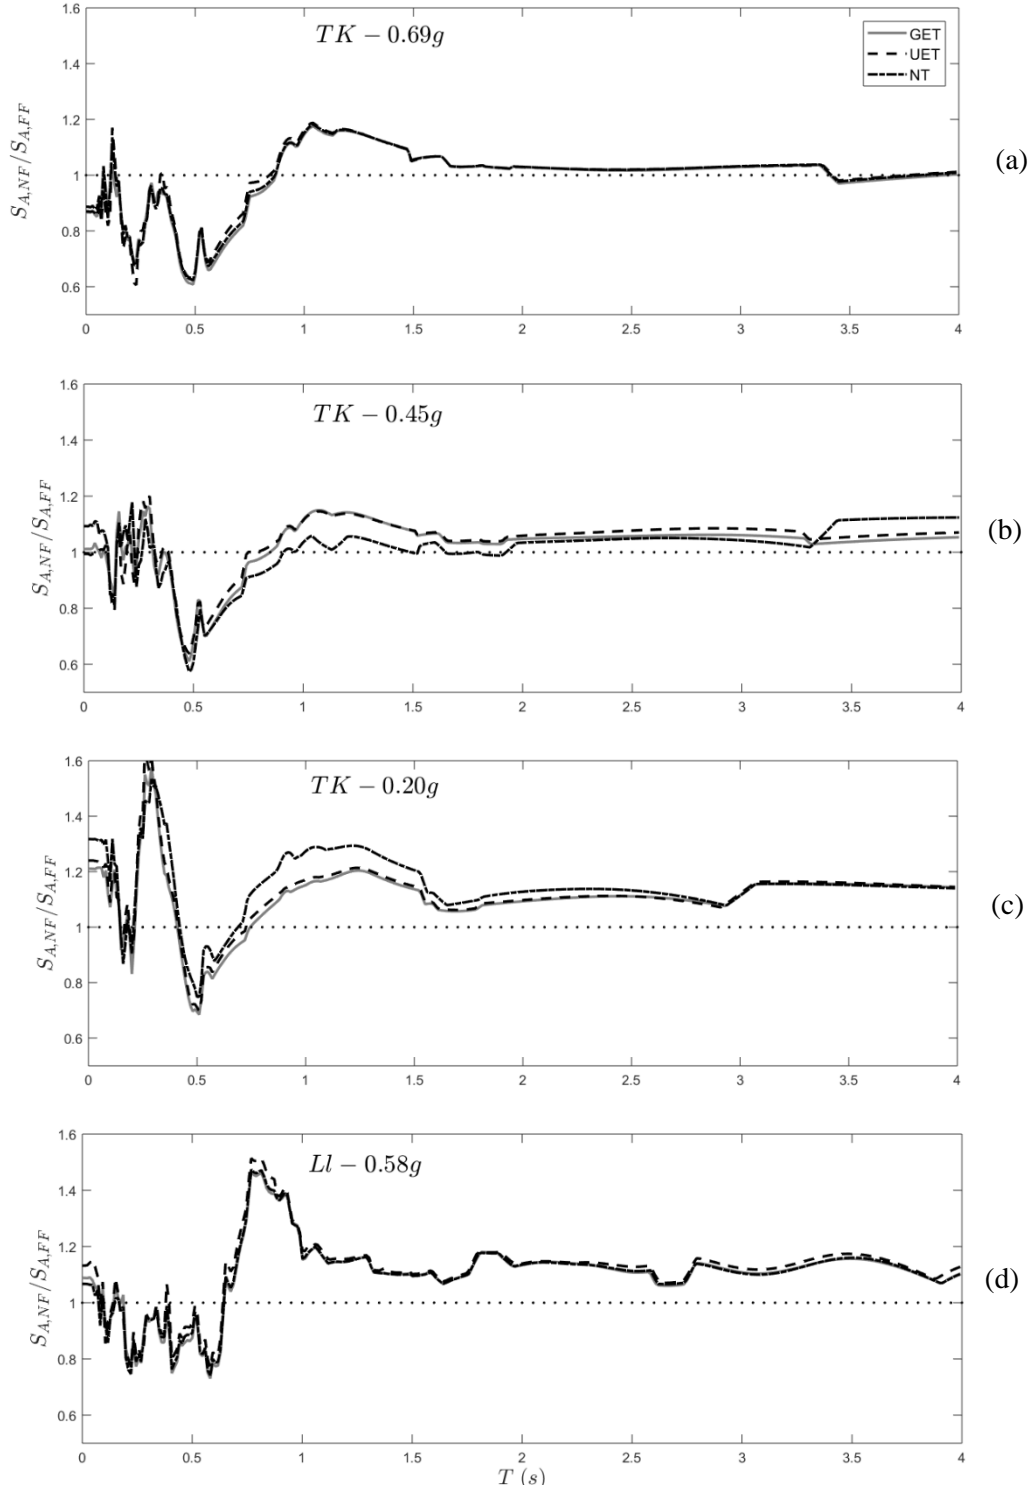 TK − 0.69g
GET
UET
NT
S_{A,NF}/S_{A,FF}
1.6
1.4
1.2
1
0.8
0.6
0 0.5 1 1.5 2 2.5 3 3.5 4
(a)
TK − 0.45g
S_{A,NF}/S_{A,FF}
1.6
1.4
1.2
1
0.8
0.6
0 0.5 1 1.5 2 2.5 3 3.5 4
(b)
TK − 0.20g
S_{A,NF}/S_{A,FF}
1.6
1.4
1.2
1
0.8
0.6
0 0.5 1 1.5 2 2.5 3 3.5 4
(c)
Ll − 0.58g
S_{A,NF}/S_{A,FF}
1.6
1.4
1.2
1
0.8
0.6
0 0.5 1 1.5 2 2.5 3 3.5 4
(d)
T (s)